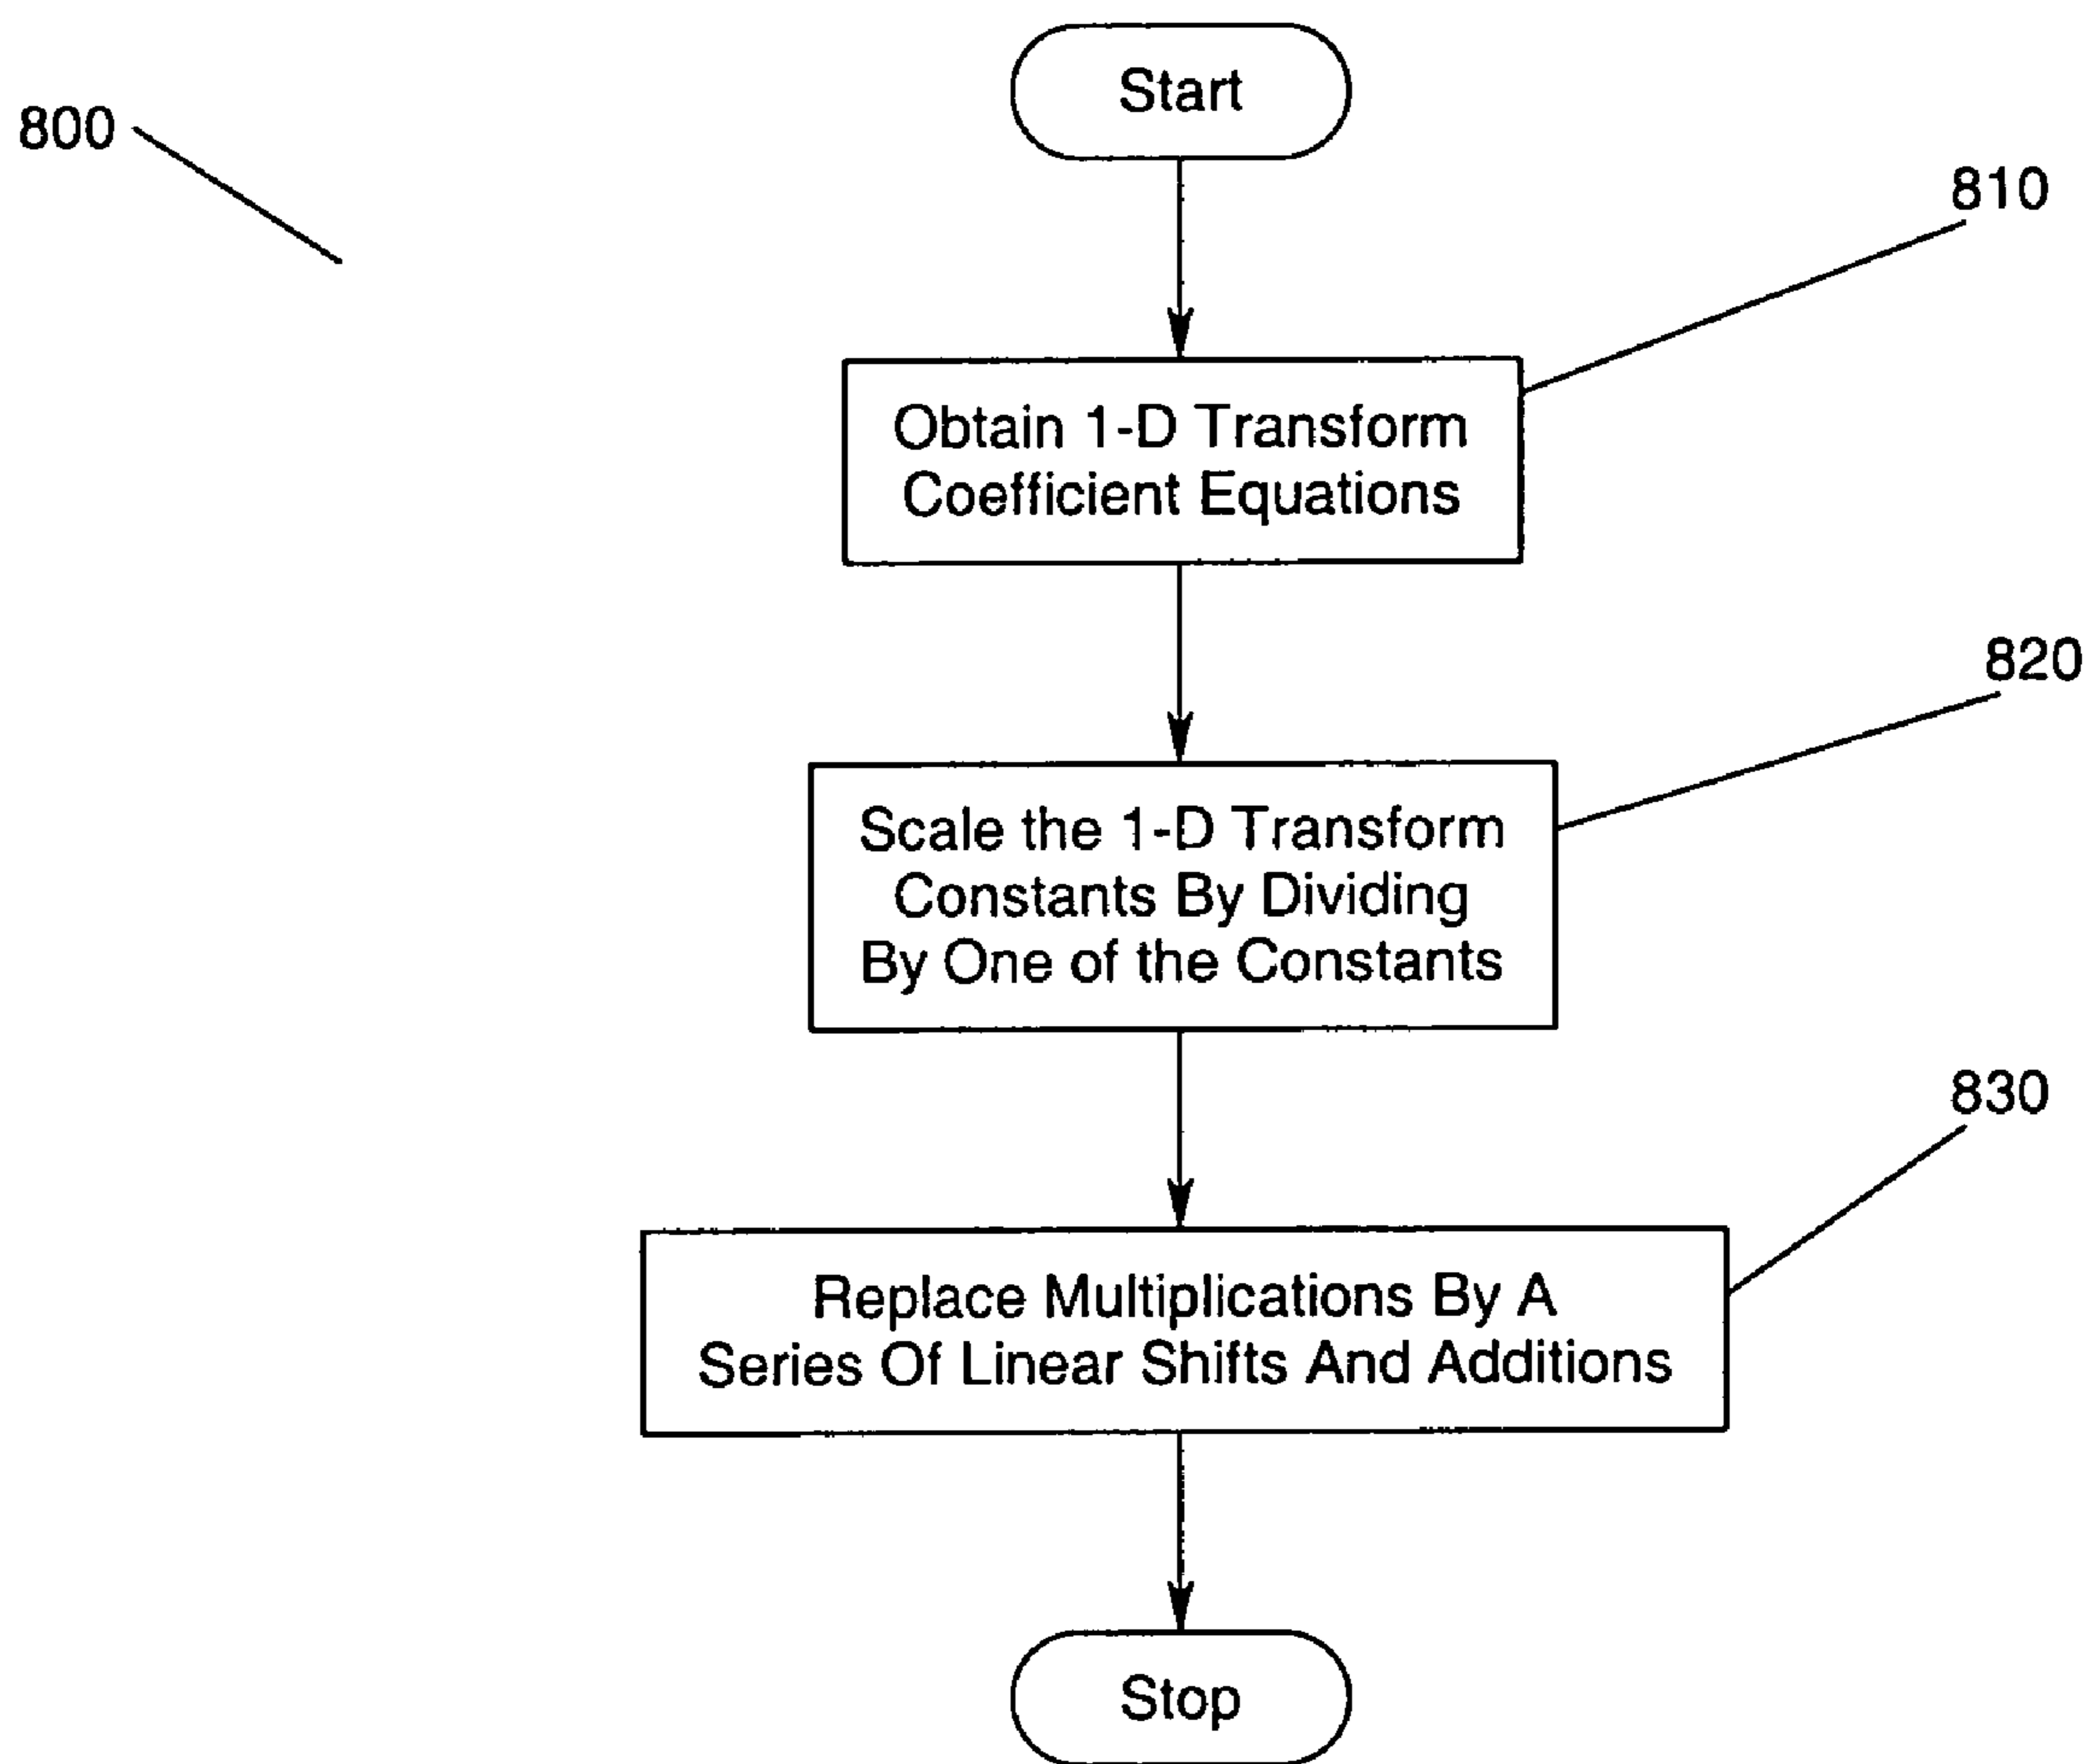 Start
800
810
Obtain 1-D Transform
Coefficient Equations
820
Scale the 1-D Transform
Constants By Dividing
By One of the Constants
830
Replace Multiplications By A
Series Of Linear Shifts And Additions
Stop